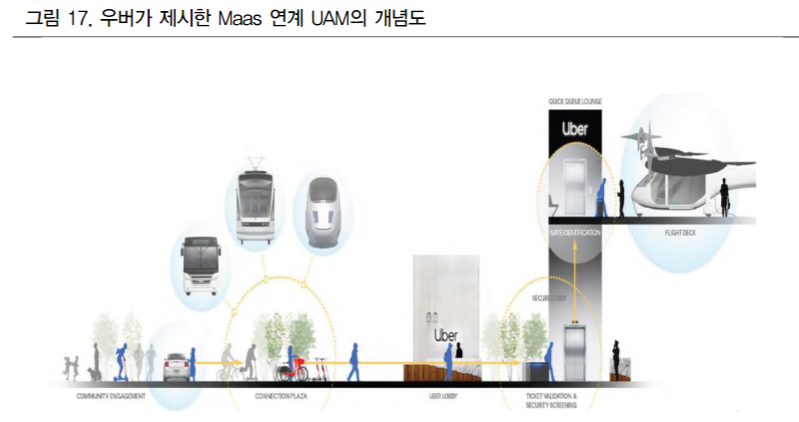 그림 17. 우버가 제시한 Maas 연계 UAM의 개념도
QUICK QUEUE LOUNGE
Uber
GATE IDENTIFICATION
FLIGHT DECK
SECURE LOBBY
Uber
COMMUNITY ENGAGEMENT
CONNECTION PLAZA
UBER LOBBY
TICKET VALIDATION &
SECURITY SCREENING